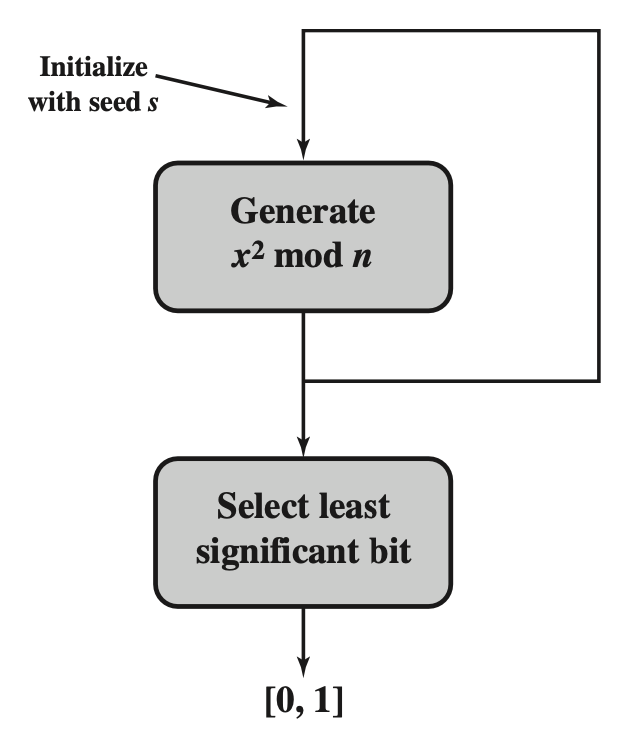 Initialize
with seed s
Generate
x² mod n
Select least
significant bit
[0, 1]